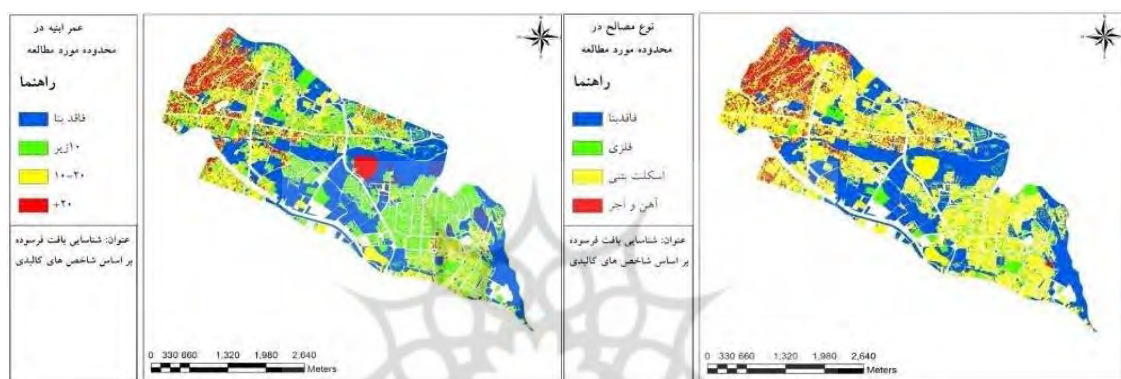 عمر ابنیه در
محدوده مورد مطالعه
راهنما
فاقد بنا
۱۰زیر
۱۰-۲۰
۲۰+
عنوان: شناسایی بافت فرسوده
بر اساس شاخص های کالبدی
0 330 660 1,320 1,980 2,640
Meters
نوع مصالح در
محدوده مورد مطالعه
راهنما
فاقدبنا
فلزی
اسکلت بتنی
آهن و آجر
عنوان: شناسایی بافت فرسوده
بر اساس شاخص های کالبدی
0 330 660 1,320 1,980 2,640
Meters